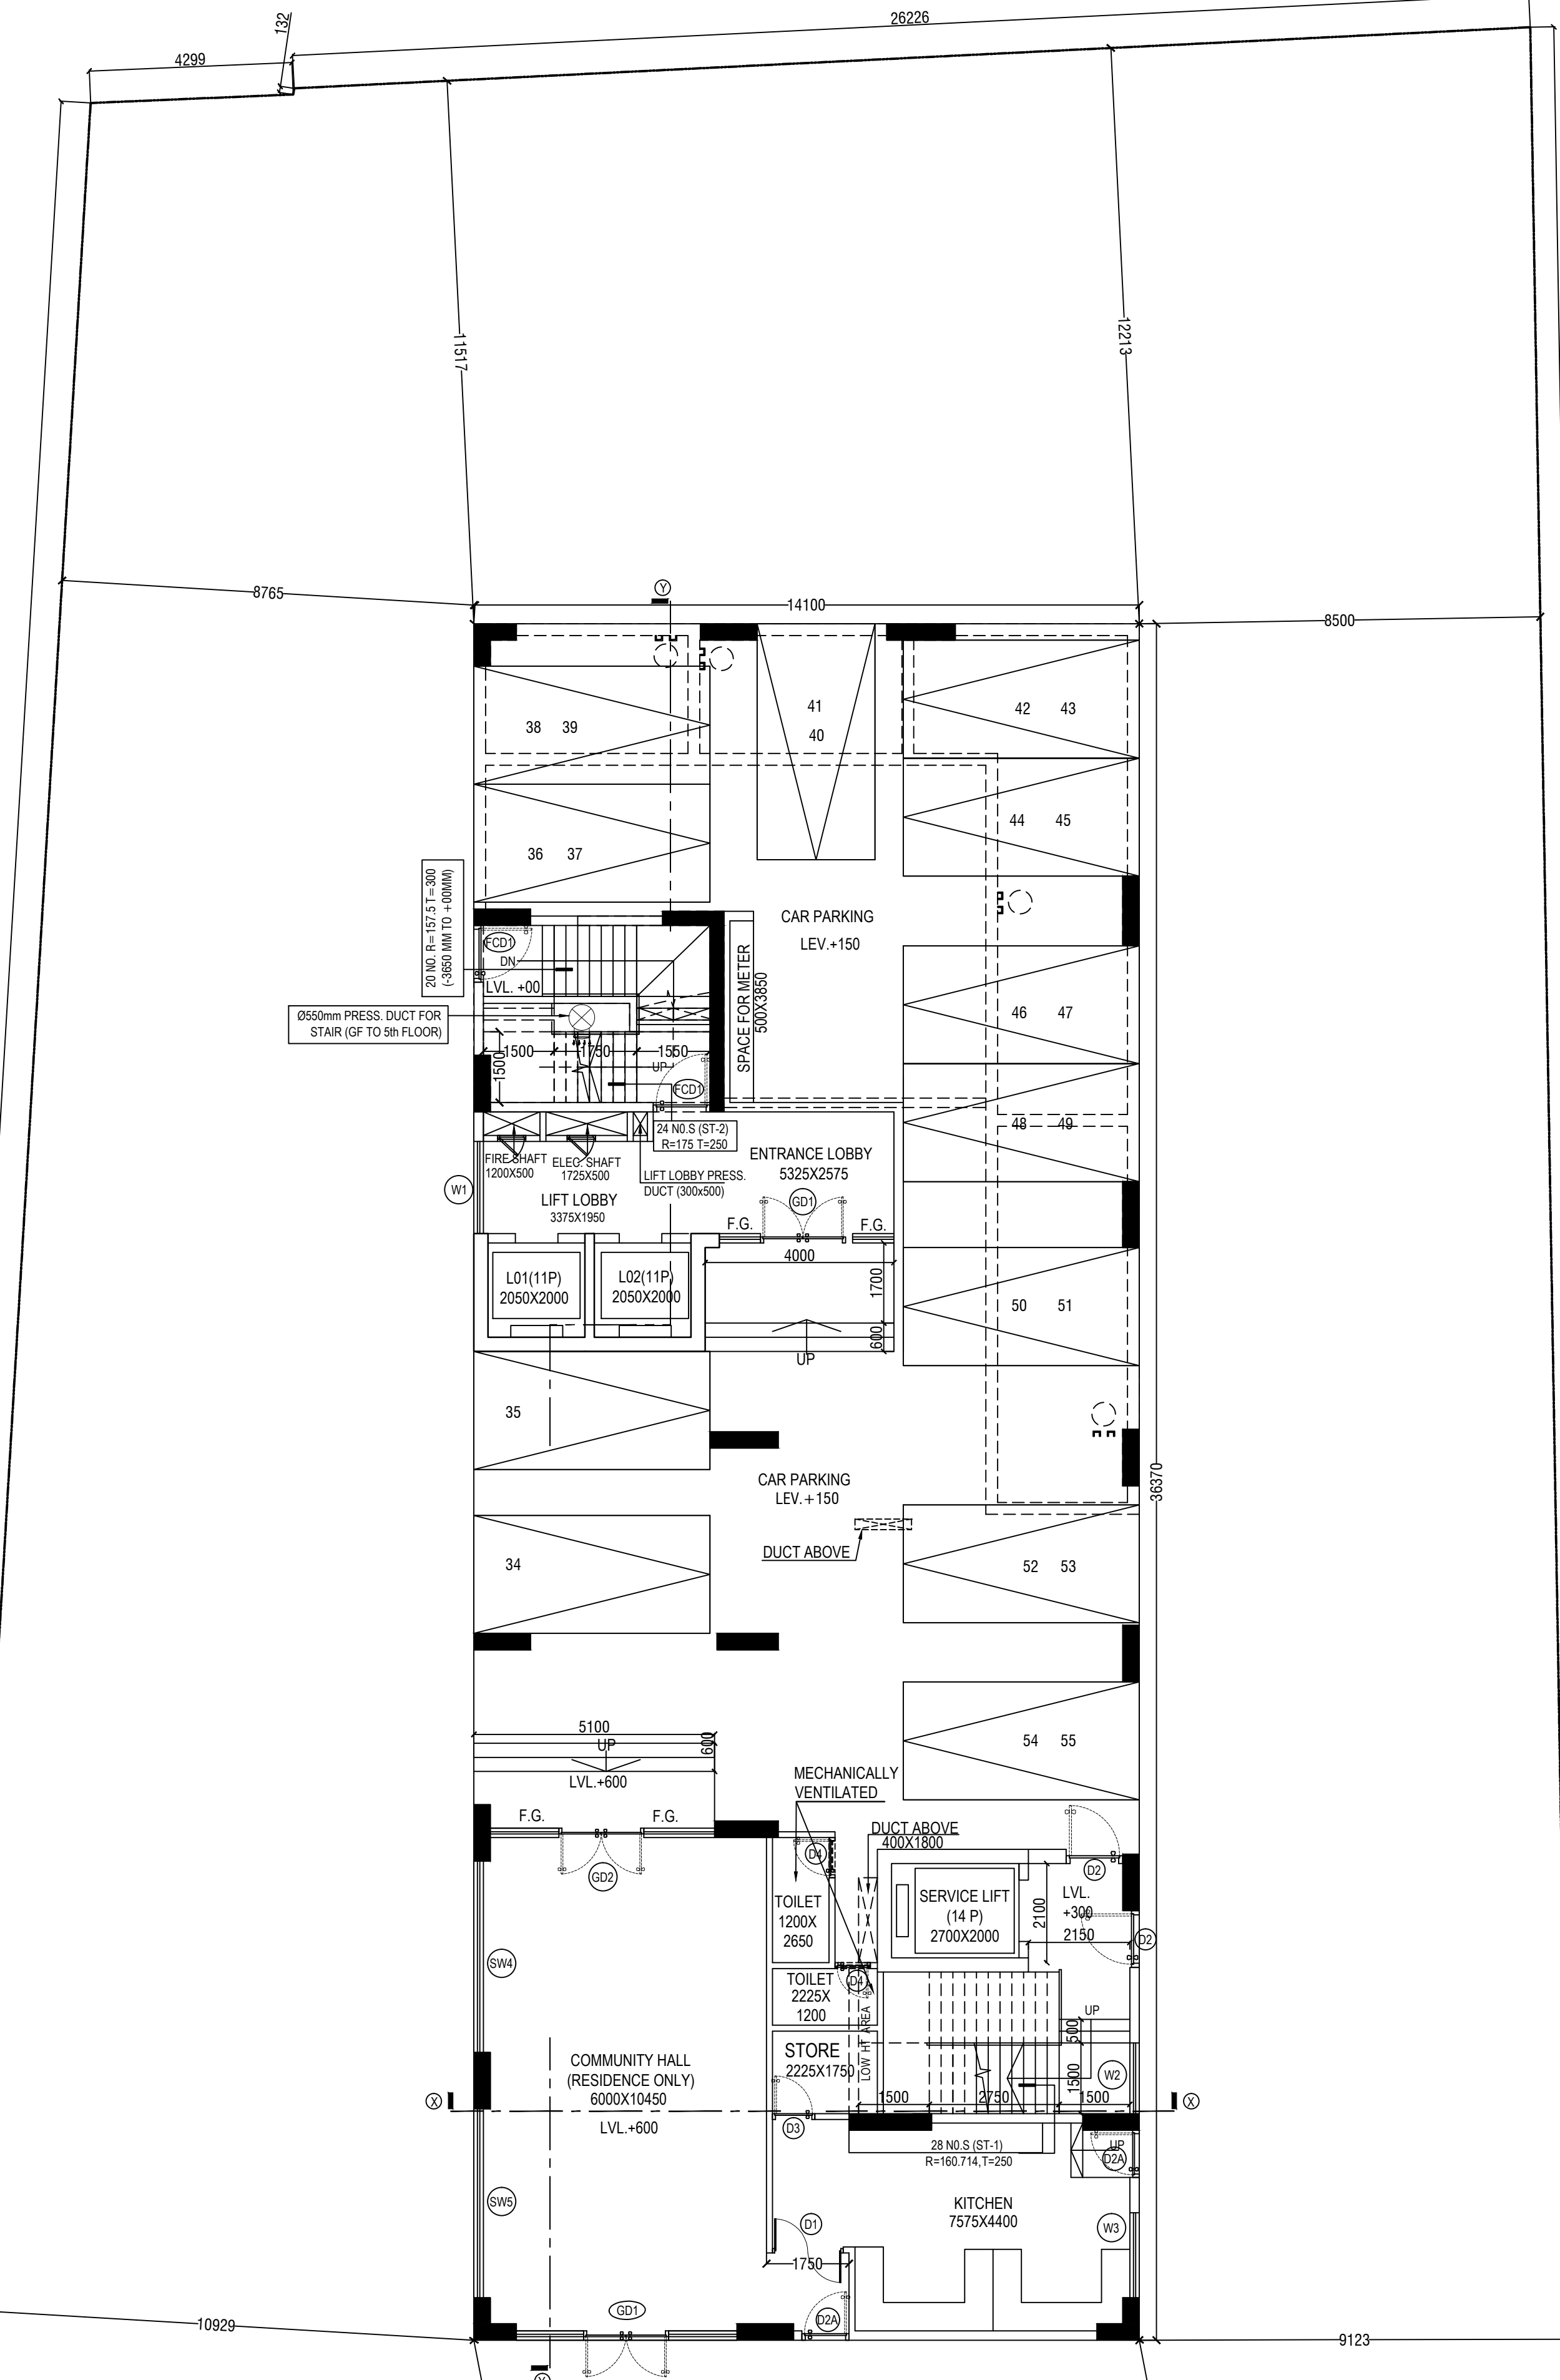 132
26226
4299
11517
12213
8765
Y
14100
8500
41
40
42 43
38 39
44 45
36 37
20 NO. R=157.5 T=300
(-3650 MM TO +00MM)
CAR PARKING
LEV.+150
FCD1
DN
LVL. +00
SPACE FOR METER
500X3850
Ø550mm PRESS. DUCT FOR
STAIR (GF TO 5th FLOOR)
46 47
1500
1750
1550
1500
UP
FCD1
24 N0.S (ST-2)
R=175 T=250
48 49
ENTRANCE LOBBY
5325X2575
FIRE SHAFT
1200X500
ELEC. SHAFT
1725X500
LIFT LOBBY PRESS.
DUCT (300x500)
W1
LIFT LOBBY
3375X1950
GD1
F.G.
F.G.
4000
L01(11P)
2050X2000
L02(11P)
2050X2000
1700
50 51
600
UP
35
CAR PARKING
LEV.+150
36370
DUCT ABOVE
34
52 53
5100
UP
600
LVL.+600
54 55
MECHANICALLY
VENTILATED
F.G.
F.G.
DUCT ABOVE
400X1800
GD2
D4
D2
SERVICE LIFT
(14 P)
2700X2000
2100
LVL.
+300
2150
D2
TOILET
1200X
2650
SW4
TOILET
2225X
1200
D4
UP
LOW HT AREA
500
STORE
2225X1750
COMMUNITY HALL
(RESIDENCE ONLY)
6000X10450
LVL.+600
1500
W2
1500
2750
1500
X
X
D3
28 N0.S (ST-1)
R=160.714,T=250
UP
D2A
SW5
KITCHEN
7575X4400
D1
W3
1750
GD1
D2A
10929
9123